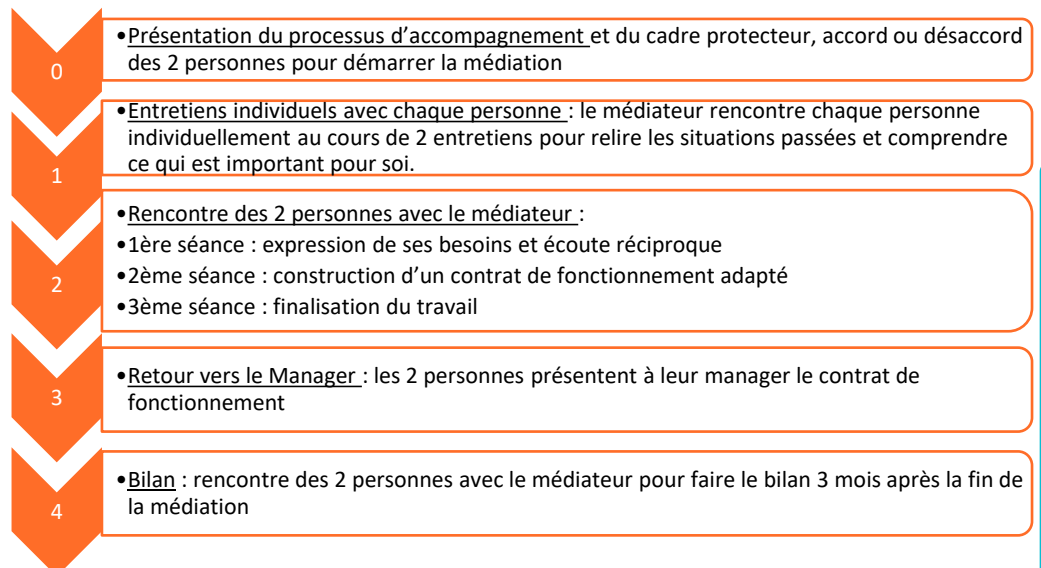 0
•Présentation du processus d’accompagnement et du cadre protecteur, accord ou désaccord
des 2 personnes pour démarrer la médiation
1
•Entretiens individuels avec chaque personne : le médiateur rencontre chaque personne
individuellement au cours de 2 entretiens pour relire les situations passées et comprendre
ce qui est important pour soi.
2
•Rencontre des 2 personnes avec le médiateur :
•1ère séance : expression de ses besoins et écoute réciproque
•2ème séance : construction d’un contrat de fonctionnement adapté
•3ème séance : finalisation du travail
3
•Retour vers le Manager : les 2 personnes présentent à leur manager le contrat de
fonctionnement
4
•Bilan : rencontre des 2 personnes avec le médiateur pour faire le bilan 3 mois après la fin de
la médiation